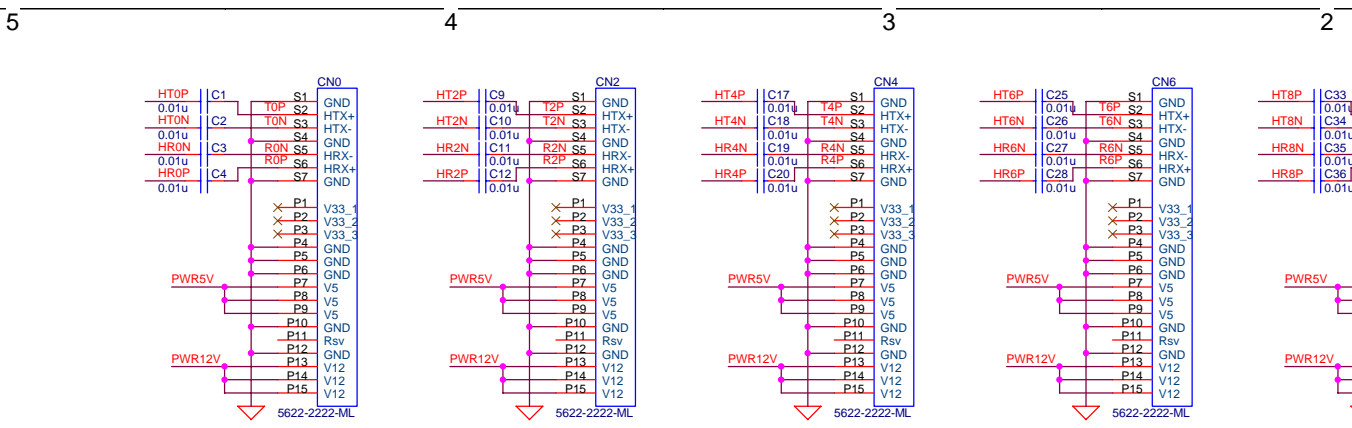 5 4 3 2
CN0 CN2 CN4 CN6
HT0P C1 S1 GND HT2P C9 S1 GND HT4P C17 S1 GND HT6P C25 S1 GND HT8P C33
0.01u T0P S2 HTX+ 0.01u T2P S2 HTX+ 0.01u T4P S2 HTX+ 0.01u T6P S2 HTX+ 0.01u
HT0N C2 T0N S3 HTX- HT2N C10 T2N S3 HTX- HT4N C18 T4N S3 HTX- HT6N C26 T6N S3 HTX- HT8N C34
0.01u S4 GND 0.01u S4 GND 0.01u S4 GND 0.01u S4 GND 0.01u
HR0N C3 R0N S5 HRX- HR2N C11 R2N S5 HRX- HR4N C19 R4N S5 HRX- HR6N C27 R6N S5 HRX- HR8N C35
0.01u R0P S6 HRX+ 0.01u R2P S6 HRX+ 0.01u R4P S6 HRX+ 0.01u R6P S6 HRX+ 0.01u
HR0P C4 S7 GND HR2P C12 S7 GND HR4P C20 S7 GND HR6P C28 S7 GND HR8P C36
0.01u 0.01u 0.01u 0.01u 0.01u
P1 V33_1 P1 V33_1 P1 V33_1 P1 V33_1
P2 V33_2 P2 V33_2 P2 V33_2 P2 V33_2
P3 V33_3 P3 V33_3 P3 V33_3 P3 V33_3
P4 GND P4 GND P4 GND P4 GND
P5 GND P5 GND P5 GND P5 GND
P6 GND P6 GND P6 GND P6 GND
PWR5V P7 V5 PWR5V P7 V5 PWR5V P7 V5 PWR5V P7 V5 PWR5V
P8 V5 P8 V5 P8 V5 P8 V5
P9 V5 P9 V5 P9 V5 P9 V5
P10 GND P10 GND P10 GND P10 GND
P11 Rsv P11 Rsv P11 Rsv P11 Rsv
P12 GND P12 GND P12 GND P12 GND
PWR12V P13 V12 PWR12V P13 V12 PWR12V P13 V12 PWR12V P13 V12 PWR12V
P14 V12 P14 V12 P14 V12 P14 V12
P15 V12 P15 V12 P15 V12 P15 V12
5622-2222-ML 5622-2222-ML 5622-2222-ML 5622-2222-ML